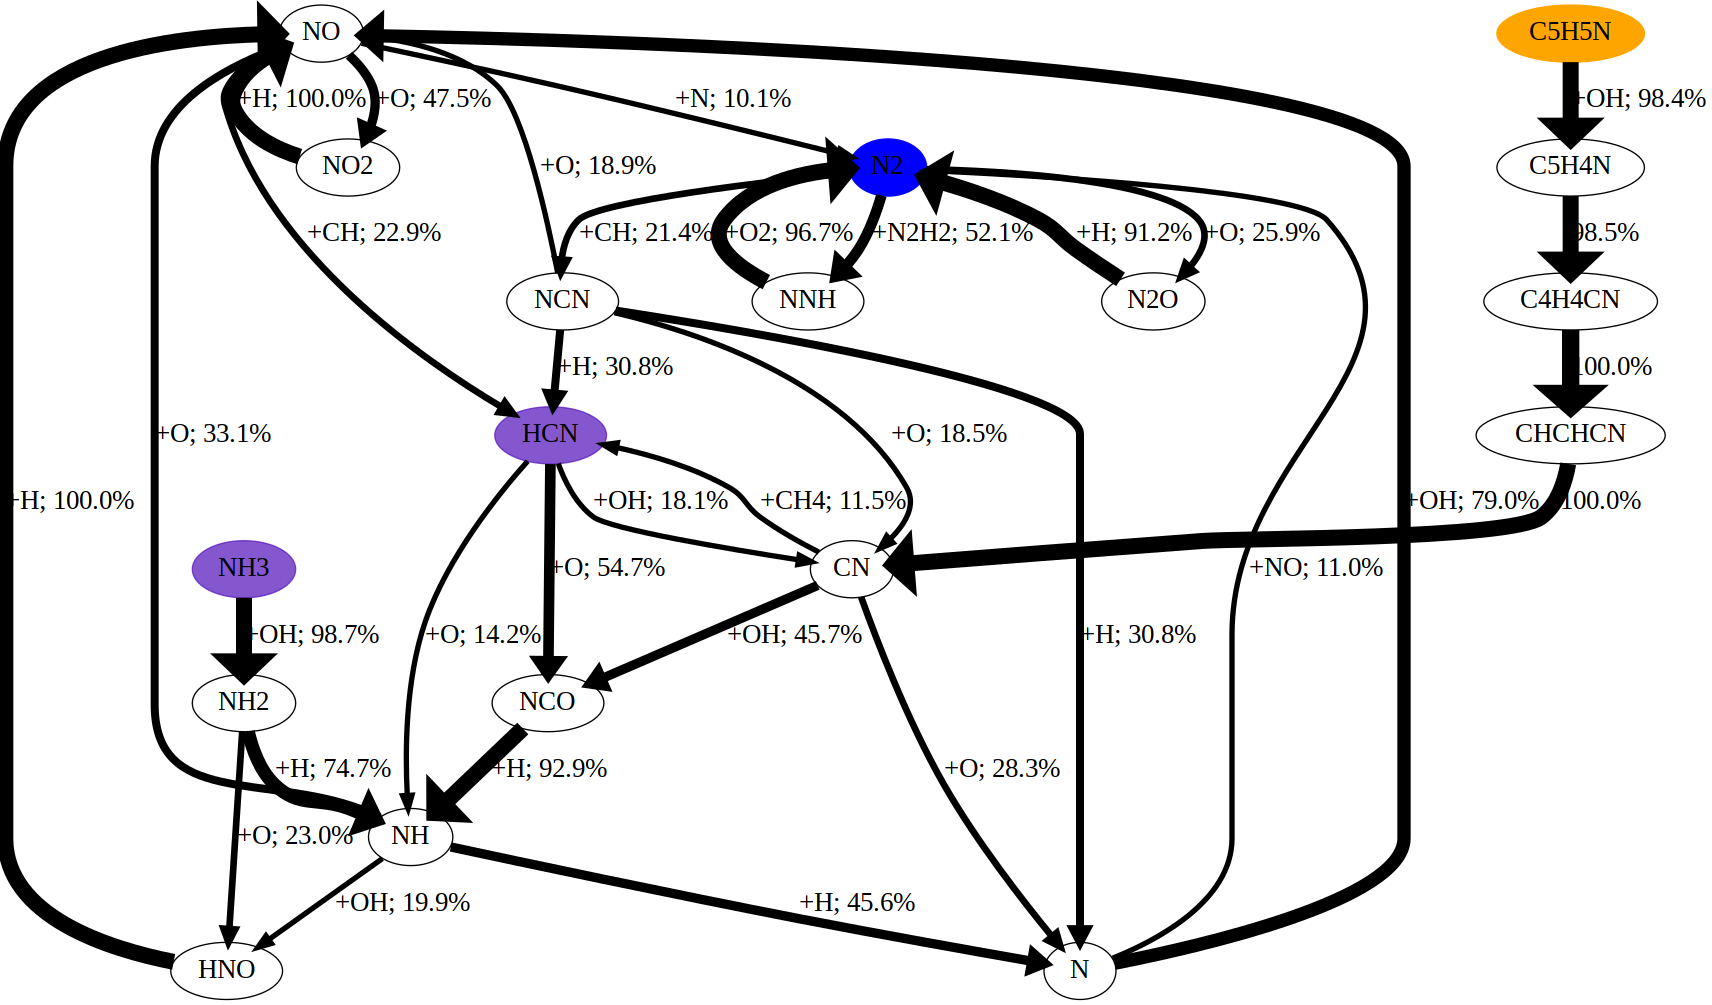 NO
C5H5N
+H; 100.0%
+O; 47.5%
+N; 10.1%
+OH; 98.4%
NO2
+O; 18.9%
N2
C5H4N
+CH; 22.9%
+CH; 21.4%
+O2; 96.7%
+N2H2; 52.1%
+H; 91.2%
+O; 25.9%
98.5%
NCN
NNH
N2O
C4H4CN
+H; 30.8%
100.0%
+O; 33.1%
HCN
+O; 18.5%
CHCHCN
+H; 100.0%
+OH; 18.1%
+CH4; 11.5%
+OH; 79.0%
100.0%
NH3
+O; 54.7%
CN
+NO; 11.0%
+OH; 98.7%
+O; 14.2%
+OH; 45.7%
+H; 30.8%
NH2
NCO
+H; 74.7%
+H; 92.9%
+O; 28.3%
+O; 23.0%
NH
+OH; 19.9%
+H; 45.6%
HNO
N